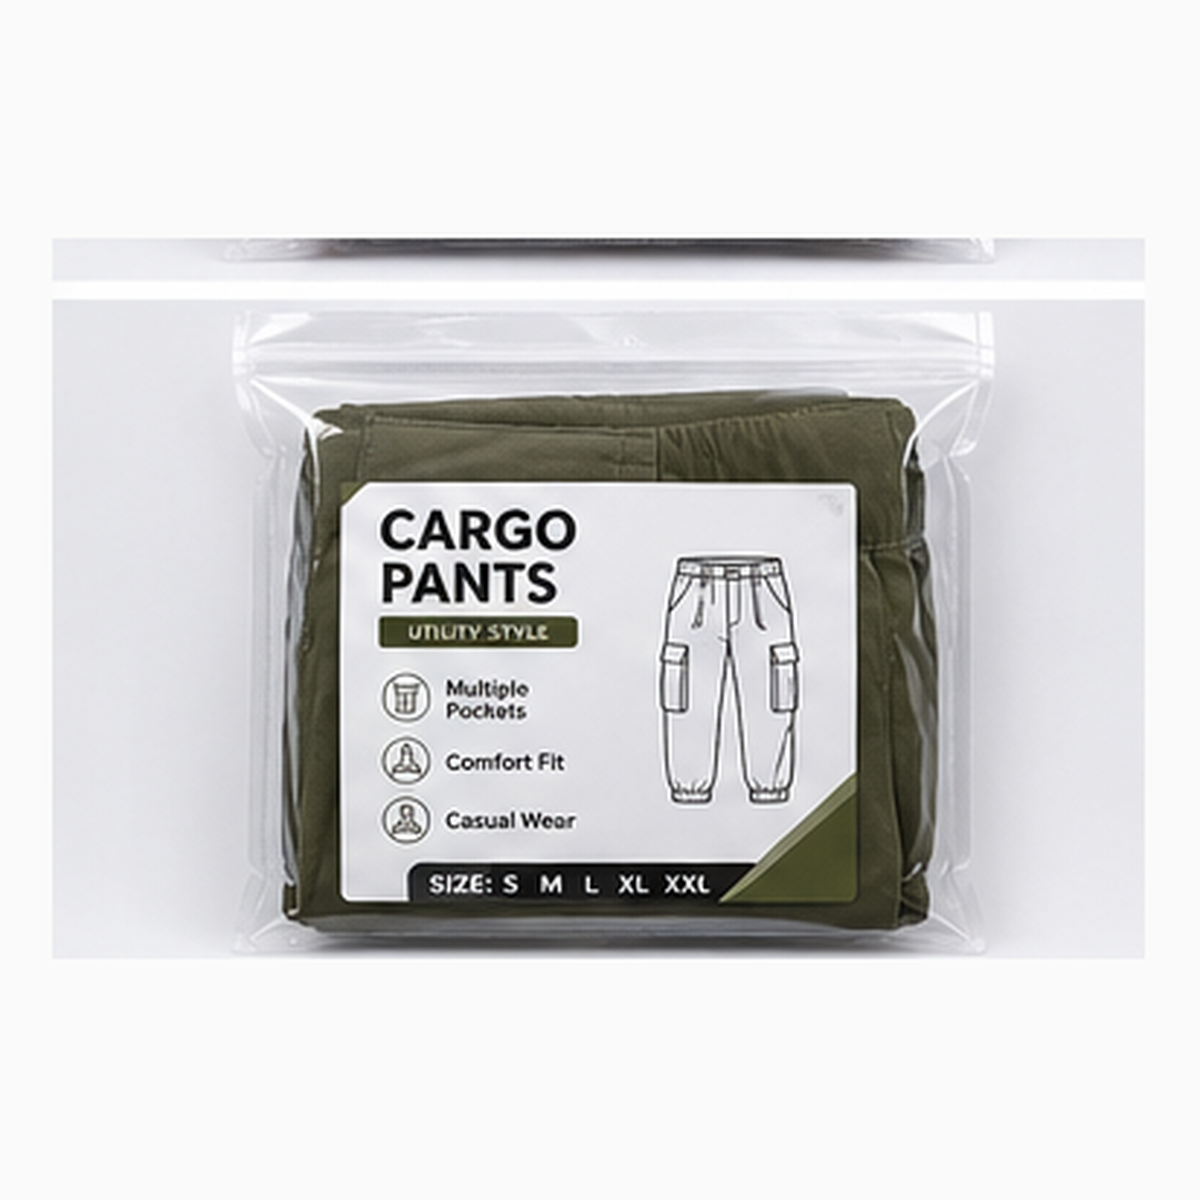 CARGO
PANTS
UTILITY STYLE
Multiple
Pockets
Comfort Fit
Casual Wear
SIZE: S M L XL XXL